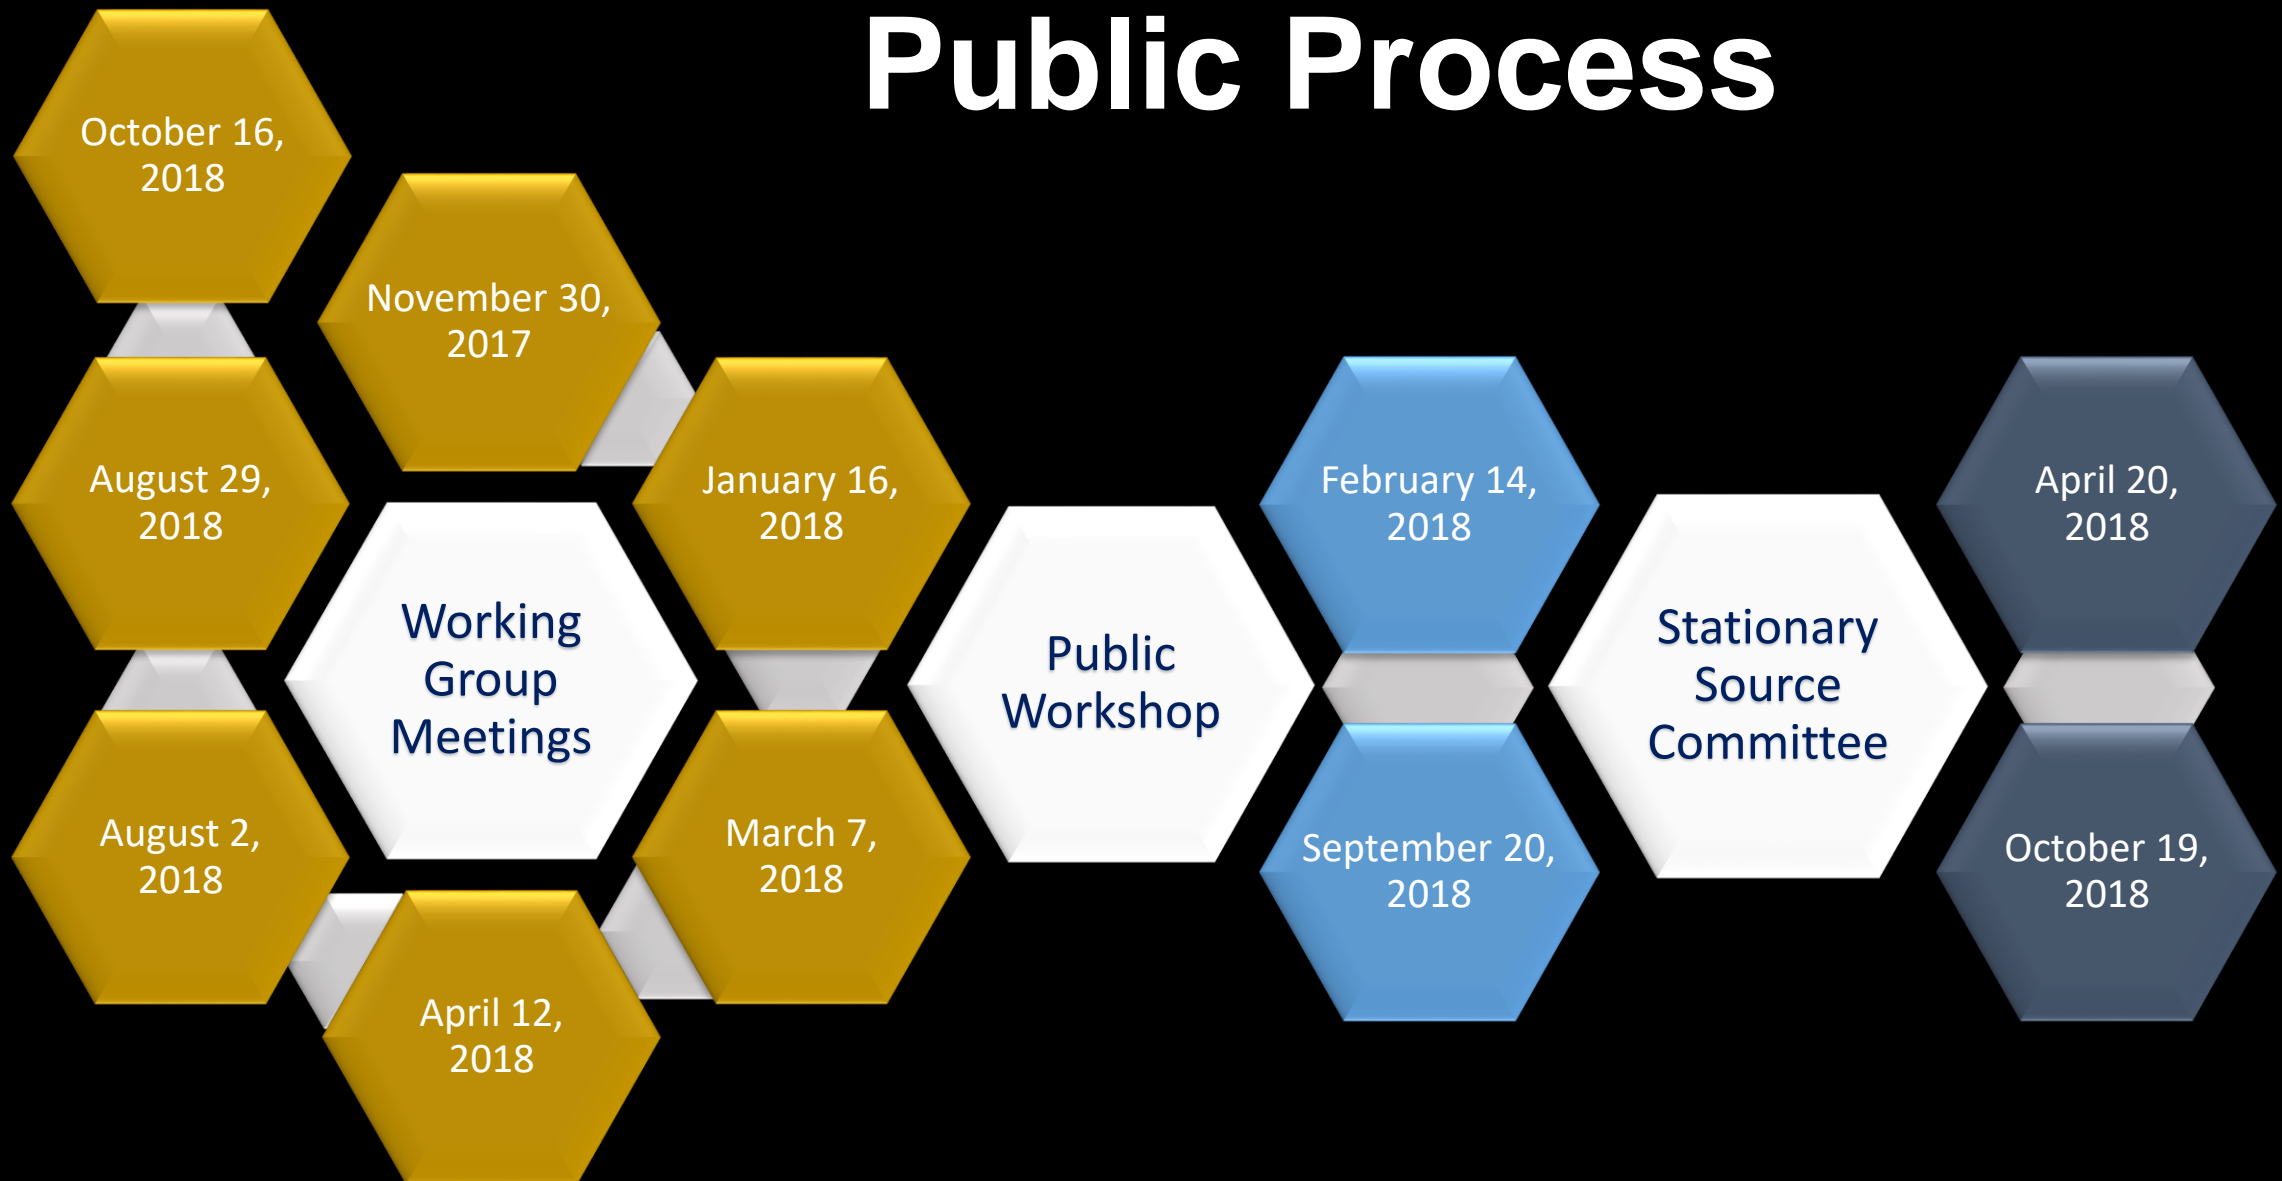 Public Process
October 16,
2018
November 30,
2017
August 29,
2018
January 16,
2018
Working
Group
Meetings
August 2,
2018
March 7,
2018
April 12,
2018
Public
Workshop
February 14,
2018
September 20,
2018
Stationary
Source
Committee
April 20,
2018
October 19,
2018